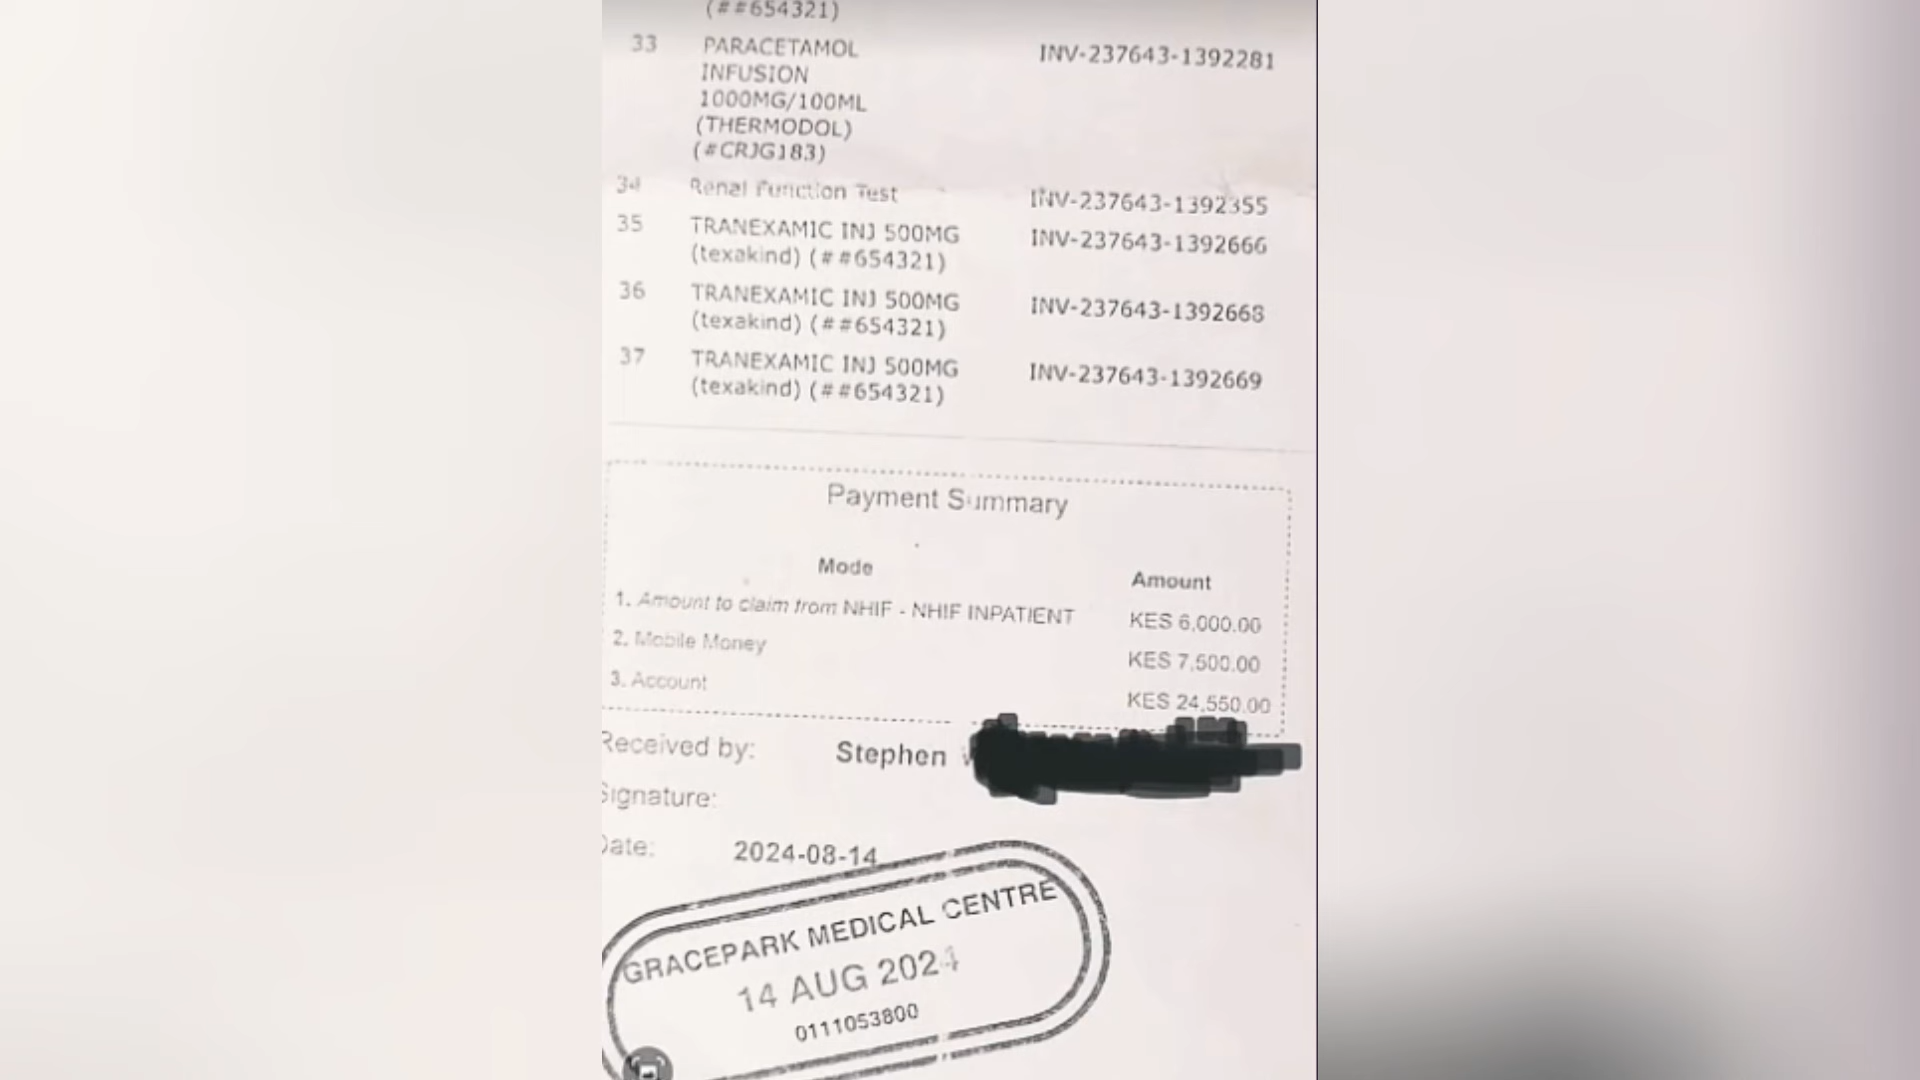 (##654321)
33 PARACETAMOL INV-237643-1392281
INFUSION
1000MG/100ML
(THERMODOL)
(#CRJG183)
34 Renal Function Test INV-237643-1392355
35 TRANEXAMIC INJ 500MG INV-237643-1392666
(texakind) (##654321)
36 TRANEXAMIC INJ 500MG INV-237643-1392668
(texakind) (##654321)
37 TRANEXAMIC INJ 500MG INV-237643-1392669
(texakind) (##654321)
Payment Summary
Mode Amount
1. Amount to claim from NHIF - NHIF INPATIENT KES 6,000.00
2. Mobile Money KES 7,500.00
3. Account KES 24,550.00
Received by: Stephen
Signature:
Date: 2024-08-14
GRACEPARK MEDICAL CENTRE
14 AUG 2024
0111053800